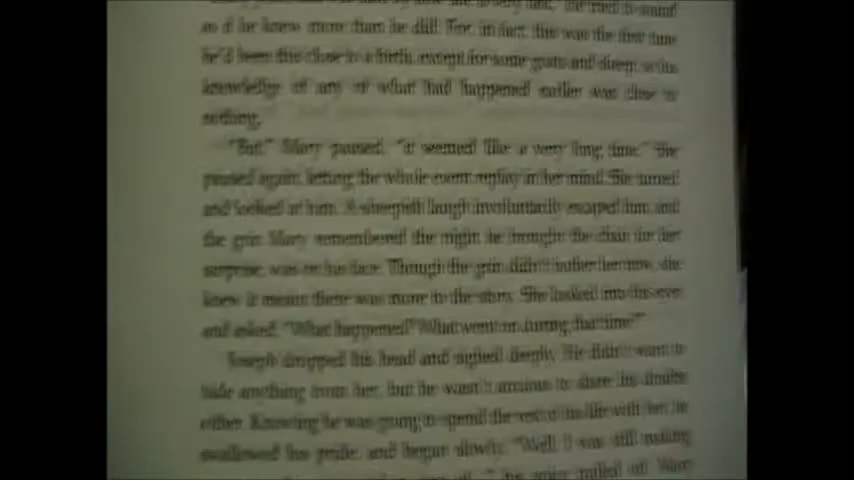 as if he knew more than he did. For, in fact, this was the first time
he'd been this close to a birth, except for some goats and sheep, so his
knowledge of any of what had happened earlier was close to
nothing.
"But," Mary paused, "it seemed like a very long time." She
paused again, letting the whole event replay in her mind. She turned
and looked at him. A sheepish laugh involuntarily escaped him and
the grin Mary remembered the night he brought the chair for her
surprise, was on his face. Though the grin didn't bother her now, she
knew it meant there was more to the story. She looked into his eyes
and asked, "What happened? What went on during that time?"
Joseph dropped his head and sighed deeply. He didn't want to
hide anything from her, but he wasn't anxious to share his doubts
either. Knowing he was going to spend the rest of his life with her, he
swallowed his pride, and began slowly. "Well, I was still making